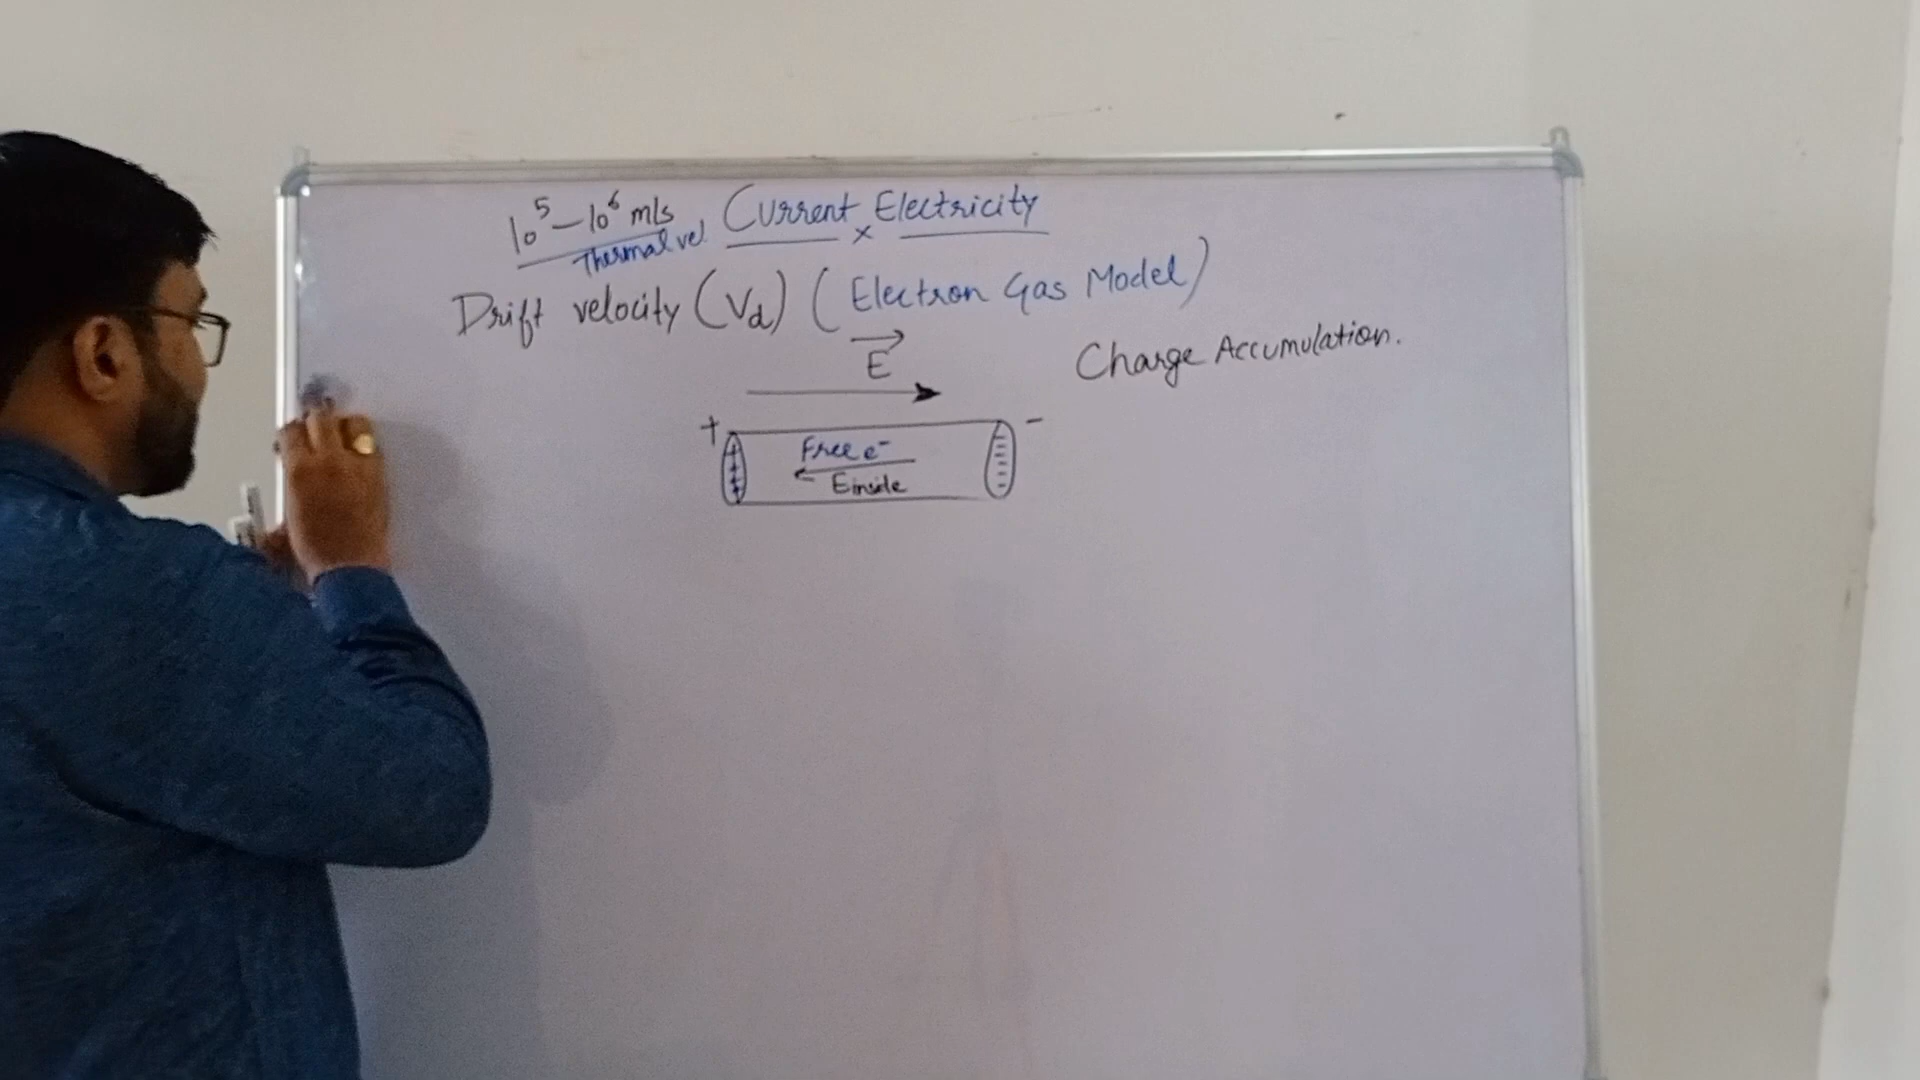 10^5 - 10^6 m/s
Thermal vel
Current Electricity
Drift velocity (Vd) (Electron Gas Model)
E
Charge Accumulation.
+ -
Free e-
Einside